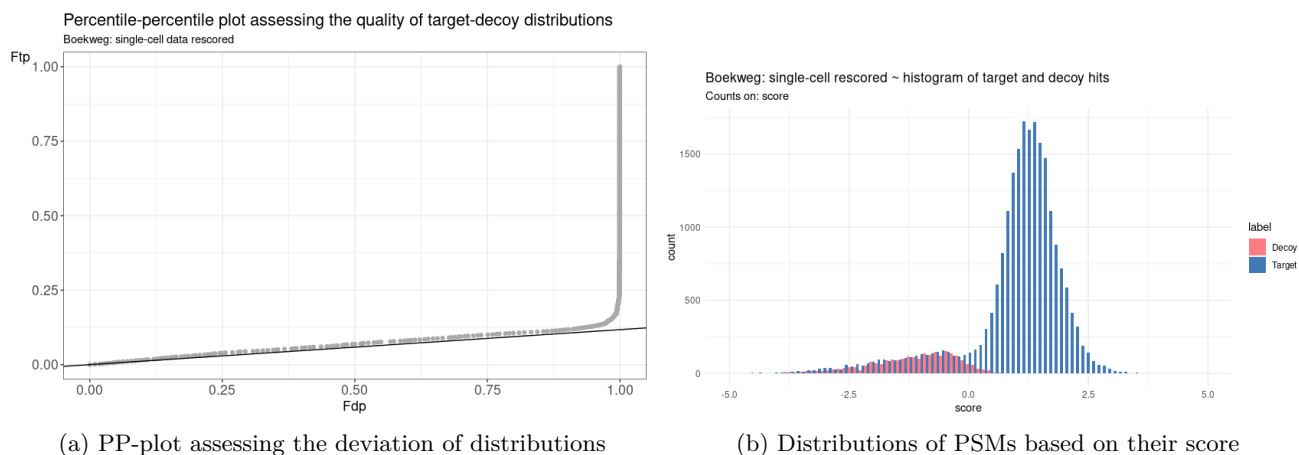 Percentile-percentile plot assessing the quality of target-decoy distributions
Boekweg: single-cell data rescored
Ftp
1.00
0.75
0.50
0.25
0.00
0.00 0.25 0.50 0.75 1.00
Fdp
(a) PP-plot assessing the deviation of distributions
Boekweg: single-cell rescored ~ histogram of target and decoy hits
Counts on: score
count
1500
1000
500
0
-5.0 -2.5 0.0 2.5 5.0
score
label
Decoy
Target
(b) Distributions of PSMs based on their score